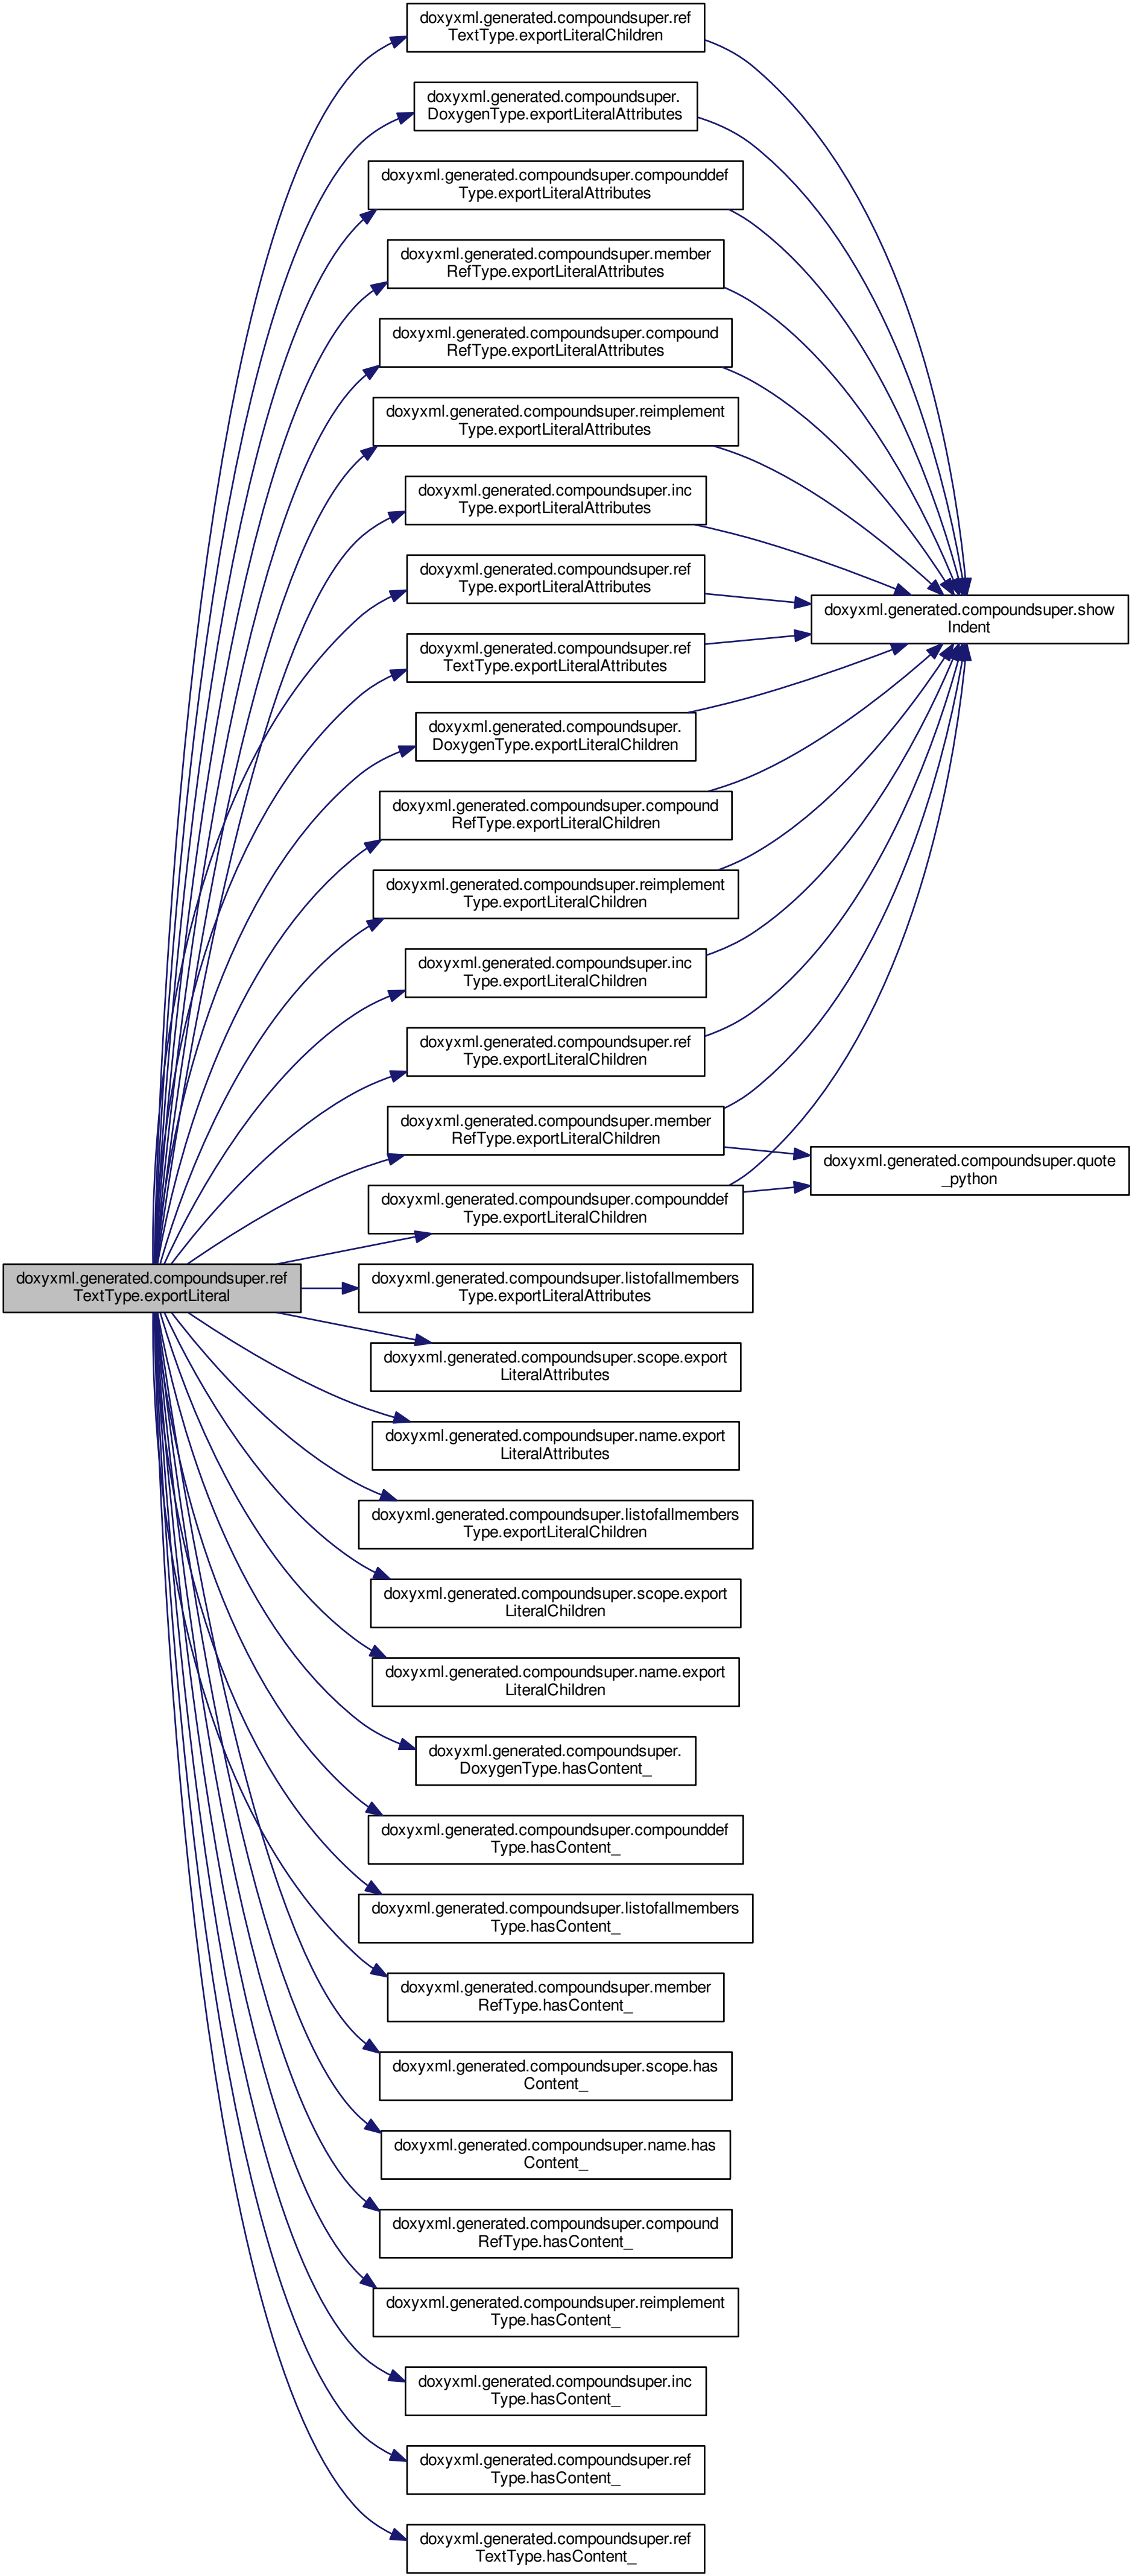 doxyxml.generated.compoundsuper.ref
TextType.exportLiteralChildren
doxyxml.generated.compoundsuper.
DoxygenType.exportLiteralAttributes
doxyxml.generated.compoundsuper.compounddef
Type.exportLiteralAttributes
doxyxml.generated.compoundsuper.member
RefType.exportLiteralAttributes
doxyxml.generated.compoundsuper.compound
RefType.exportLiteralAttributes
doxyxml.generated.compoundsuper.reimplement
Type.exportLiteralAttributes
doxyxml.generated.compoundsuper.inc
Type.exportLiteralAttributes
doxyxml.generated.compoundsuper.ref
Type.exportLiteralAttributes
doxyxml.generated.compoundsuper.show
Indent
doxyxml.generated.compoundsuper.ref
TextType.exportLiteralAttributes
doxyxml.generated.compoundsuper.
DoxygenType.exportLiteralChildren
doxyxml.generated.compoundsuper.compound
RefType.exportLiteralChildren
doxyxml.generated.compoundsuper.reimplement
Type.exportLiteralChildren
doxyxml.generated.compoundsuper.inc
Type.exportLiteralChildren
doxyxml.generated.compoundsuper.ref
Type.exportLiteralChildren
doxyxml.generated.compoundsuper.member
RefType.exportLiteralChildren
doxyxml.generated.compoundsuper.quote
_python
doxyxml.generated.compoundsuper.compounddef
Type.exportLiteralChildren
doxyxml.generated.compoundsuper.ref
TextType.exportLiteral
doxyxml.generated.compoundsuper.listofallmembers
Type.exportLiteralAttributes
doxyxml.generated.compoundsuper.scope.export
LiteralAttributes
doxyxml.generated.compoundsuper.name.export
LiteralAttributes
doxyxml.generated.compoundsuper.listofallmembers
Type.exportLiteralChildren
doxyxml.generated.compoundsuper.scope.export
LiteralChildren
doxyxml.generated.compoundsuper.name.export
LiteralChildren
doxyxml.generated.compoundsuper.
DoxygenType.hasContent_
doxyxml.generated.compoundsuper.compounddef
Type.hasContent_
doxyxml.generated.compoundsuper.listofallmembers
Type.hasContent_
doxyxml.generated.compoundsuper.member
RefType.hasContent_
doxyxml.generated.compoundsuper.scope.has
Content_
doxyxml.generated.compoundsuper.name.has
Content_
doxyxml.generated.compoundsuper.compound
RefType.hasContent_
doxyxml.generated.compoundsuper.reimplement
Type.hasContent_
doxyxml.generated.compoundsuper.inc
Type.hasContent_
doxyxml.generated.compoundsuper.ref
Type.hasContent_
doxyxml.generated.compoundsuper.ref
TextType.hasContent_